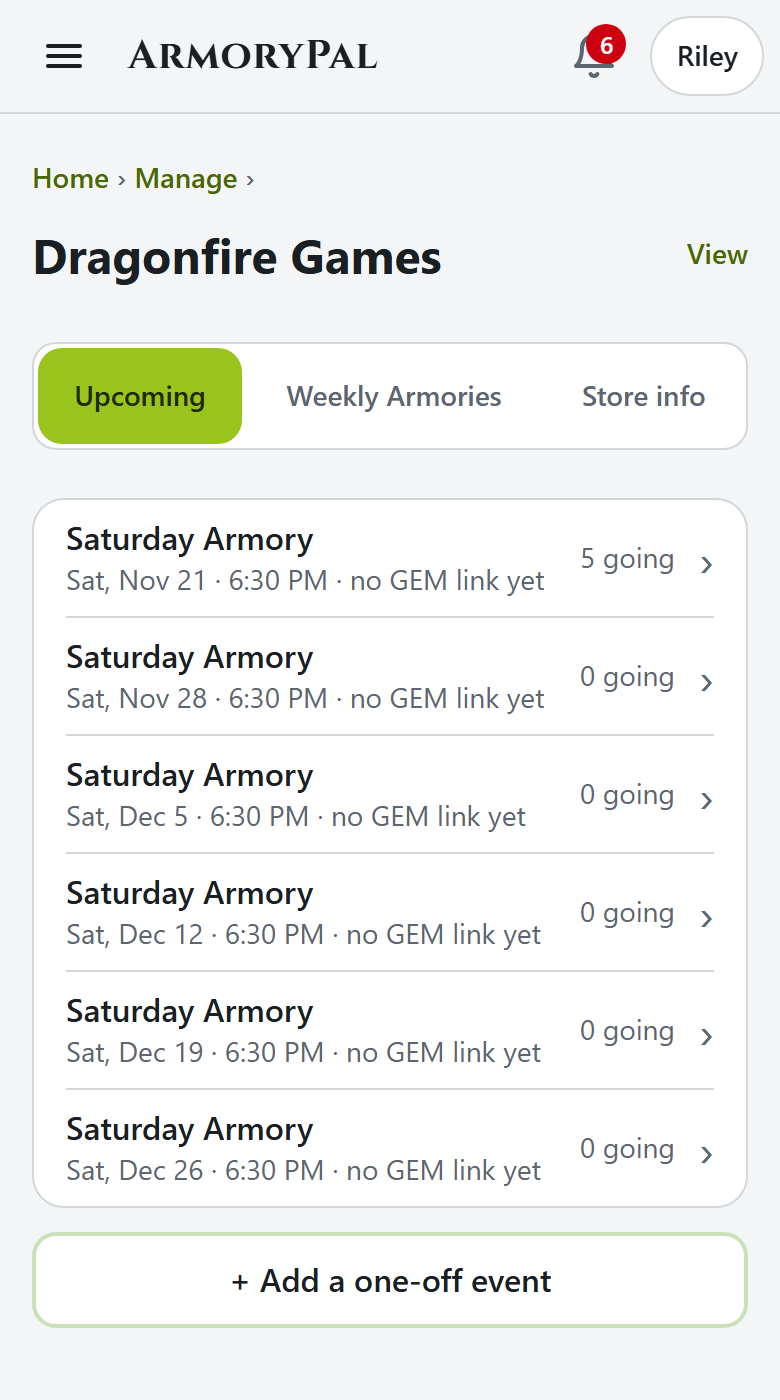 ARMORYPAL
6
Riley
Home › Manage ›
Dragonfire Games
View
Upcoming
Weekly Armories
Store info
Saturday Armory
Sat, Nov 21 · 6:30 PM · no GEM link yet
5 going ›
Saturday Armory
Sat, Nov 28 · 6:30 PM · no GEM link yet
0 going ›
Saturday Armory
Sat, Dec 5 · 6:30 PM · no GEM link yet
0 going ›
Saturday Armory
Sat, Dec 12 · 6:30 PM · no GEM link yet
0 going ›
Saturday Armory
Sat, Dec 19 · 6:30 PM · no GEM link yet
0 going ›
Saturday Armory
Sat, Dec 26 · 6:30 PM · no GEM link yet
0 going ›
+ Add a one-off event